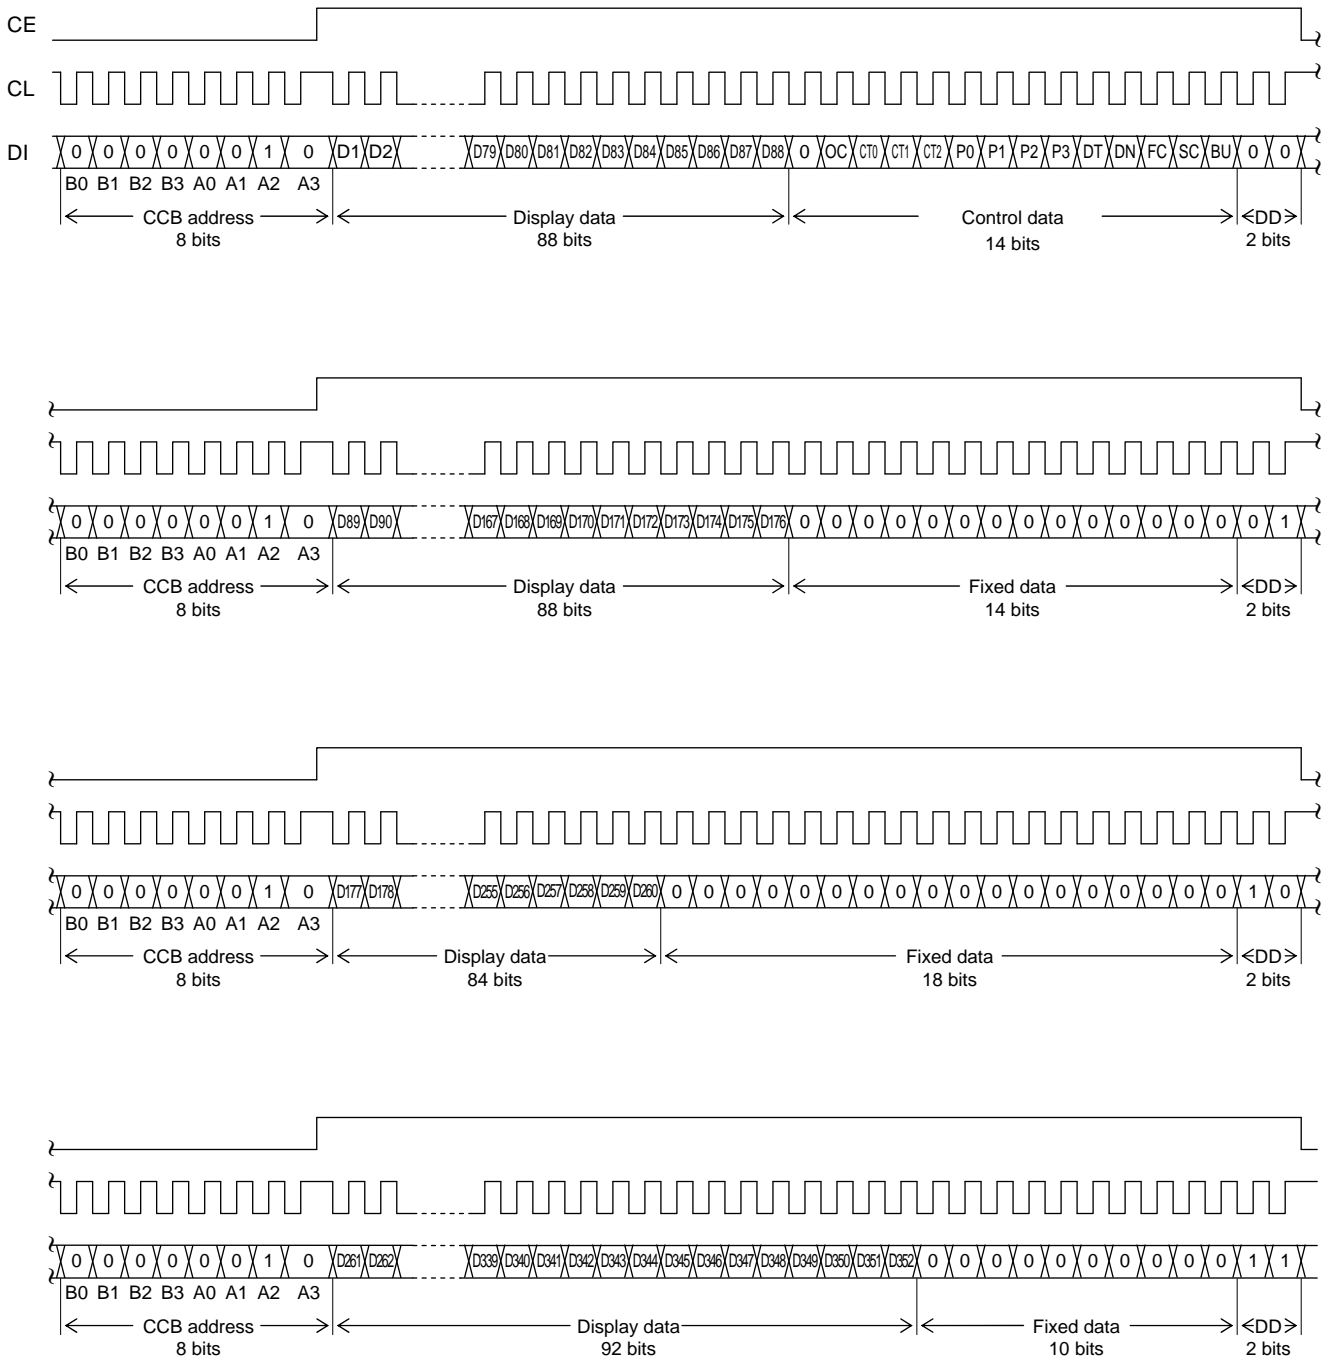 CE
CL
DI 0 0 0 0 0 0 1 0 D1 D2 D79 D80 D81 D82 D83 D84 D85 D86 D87 D88 0 OC CT0 CT1 CT2 P0 P1 P2 P3 DT DN FC SC BU 0 0
B0 B1 B2 B3 A0 A1 A2 A3
CCB address Display data Control data DD
8 bits 88 bits 14 bits 2 bits
0 0 0 0 0 0 1 0 D89 D90 D167 D168 D169 D170 D171 D172 D173 D174 D175 D176 0 0 0 0 0 0 0 0 0 0 0 0 0 0 0 1
B0 B1 B2 B3 A0 A1 A2 A3
CCB address Display data Fixed data DD
8 bits 88 bits 14 bits 2 bits
0 0 0 0 0 0 1 0 D177 D178 D255 D256 D257 D258 D259 D260 0 0 0 0 0 0 0 0 0 0 0 0 0 0 0 0 0 0 1 0
B0 B1 B2 B3 A0 A1 A2 A3
CCB address Display data Fixed data DD
8 bits 84 bits 18 bits 2 bits
0 0 0 0 0 0 1 0 D261 D262 D339 D340 D341 D342 D343 D344 D345 D346 D347 D348 D349 D350 D351 D352 0 0 0 0 0 0 0 0 0 0 1 1
B0 B1 B2 B3 A0 A1 A2 A3
CCB address Display data Fixed data DD
8 bits 92 bits 10 bits 2 bits